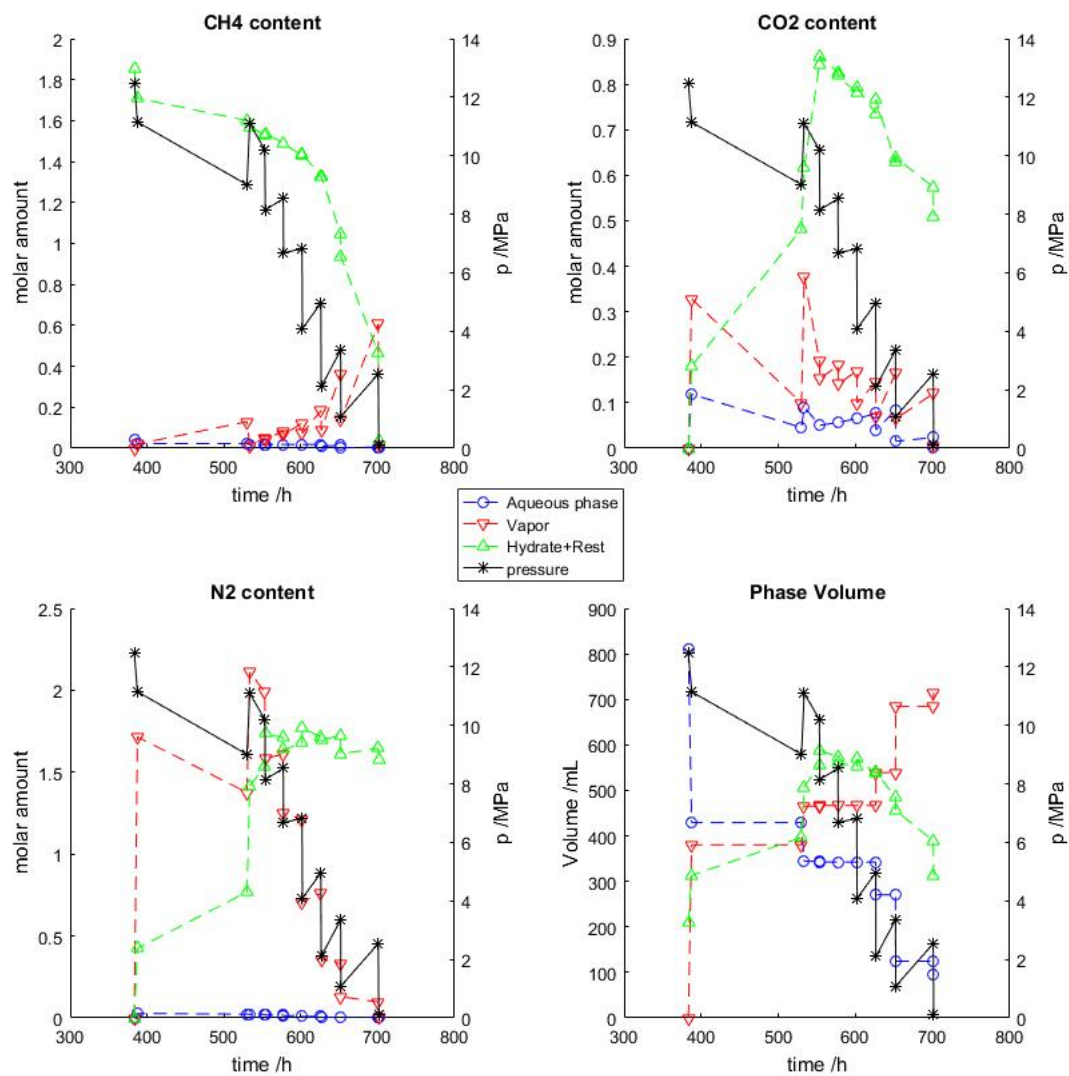 CH4 content
2
1.8
1.6
1.4
1.2
1
0.8
0.6
0.4
0.2
0
molar amount
14
12
10
8
6
4
2
0
p /MPa
300 400 500 600 700 800
time /h
CO2 content
0.9
0.8
0.7
0.6
0.5
0.4
0.3
0.2
0.1
0
molar amount
14
12
10
8
6
4
2
0
p /MPa
300 400 500 600 700 800
time /h
Aqueous phase
Vapor
Hydrate+Rest
pressure
N2 content
2.5
2
1.5
1
0.5
0
molar amount
14
12
10
8
6
4
2
0
p /MPa
300 400 500 600 700 800
time /h
Phase Volume
900
800
700
600
500
400
300
200
100
0
Volume /mL
14
12
10
8
6
4
2
0
p /MPa
300 400 500 600 700 800
time /h